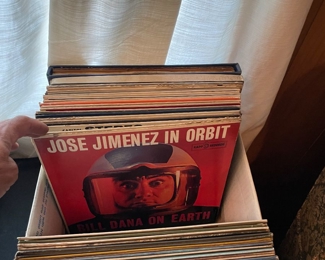 JOSE JIMENEZ IN ORBIT
BILL DANA ON EARTH